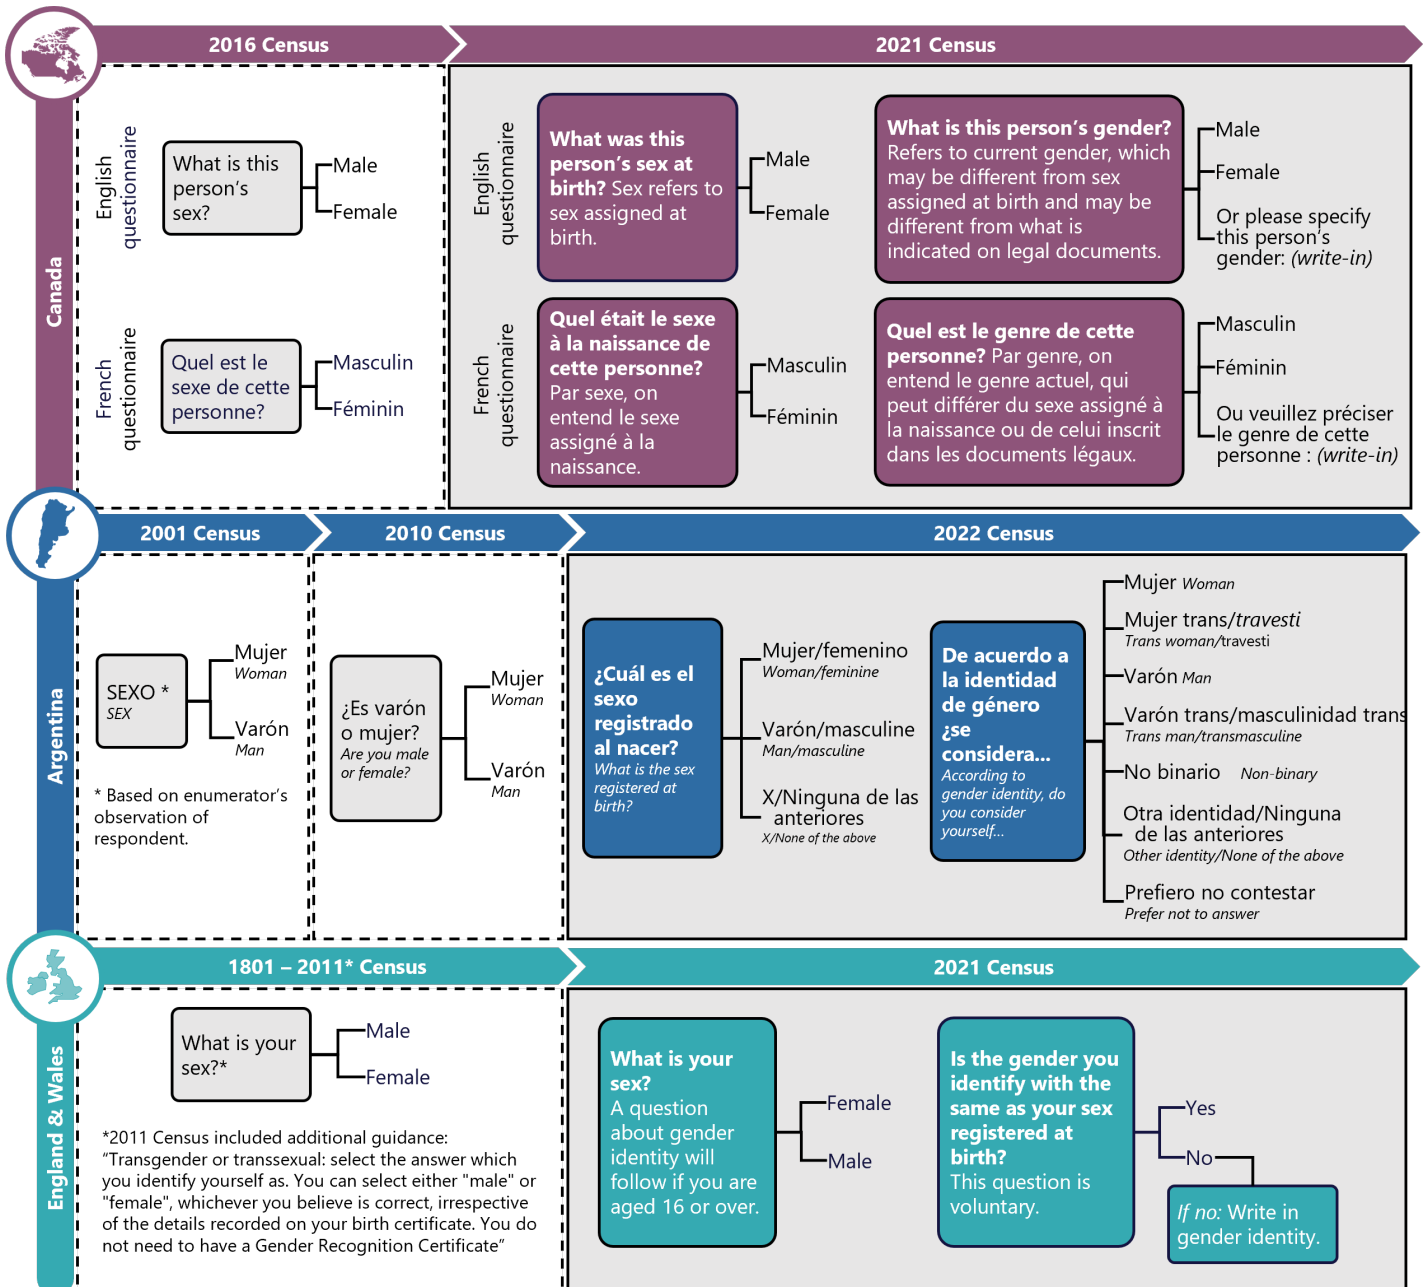 2016 Census
2021 Census
Canada
English
questionnaire
What is this
person's
sex?
Male
Female
French
questionnaire
Quel est le
sexe de cette
personne?
Masculin
Féminin
English
questionnaire
What was this
person's sex at
birth? Sex refers to
sex assigned at
birth.
Male
Female
What is this person's gender?
Refers to current gender, which
may be different from sex
assigned at birth and may be
different from what is
indicated on legal documents.
Male
Female
Or please specify
this person's
gender: (write-in)
French
questionnaire
Quel était le sexe
à la naissance de
cette personne?
Par sexe, on
entend le sexe
assigné à la
naissance.
Masculin
Féminin
Quel est le genre de cette
personne? Par genre, on
entend le genre actuel, qui
peut différer du sexe assigné à
la naissance ou de celui inscrit
dans les documents légaux.
Masculin
Féminin
Ou veuillez préciser
le genre de cette
personne : (write-in)
2001 Census
2010 Census
2022 Census
Argentina
SEXO *
SEX
Mujer
Woman
Varón
Man
* Based on enumerator's
observation of
respondent.
¿Es varón
o mujer?
Are you male
or female?
Mujer
Woman
Varón
Man
¿Cuál es el
sexo
registrado
al nacer?
What is the sex
registered at
birth?
Mujer/femenino
Woman/feminine
Varón/masculine
Man/masculine
X/Ninguna de las
anteriores
X/None of the above
De acuerdo a
la identidad
de género
¿se
considera...
According to
gender identity, do
you consider
yourself...
Mujer Woman
Mujer trans/travesti
Trans woman/travesti
Varón Man
Varón trans/masculinidad trans
Trans man/transmasculine
No binario Non-binary
Otra identidad/Ninguna
de las anteriores
Other identity/None of the above
Prefiero no contestar
Prefer not to answer
1801 – 2011* Census
2021 Census
England & Wales
What is your
sex?*
Male
Female
*2011 Census included additional guidance:
“Transgender or transsexual: select the answer which
you identify yourself as. You can select either "male" or
"female", whichever you believe is correct, irrespective
of the details recorded on your birth certificate. You do
not need to have a Gender Recognition Certificate”
What is your
sex?
A question
about gender
identity will
follow if you are
aged 16 or over.
Female
Male
Is the gender you
identify with the
same as your sex
registered at
birth?
This question is
voluntary.
Yes
No
If no: Write in
gender identity.